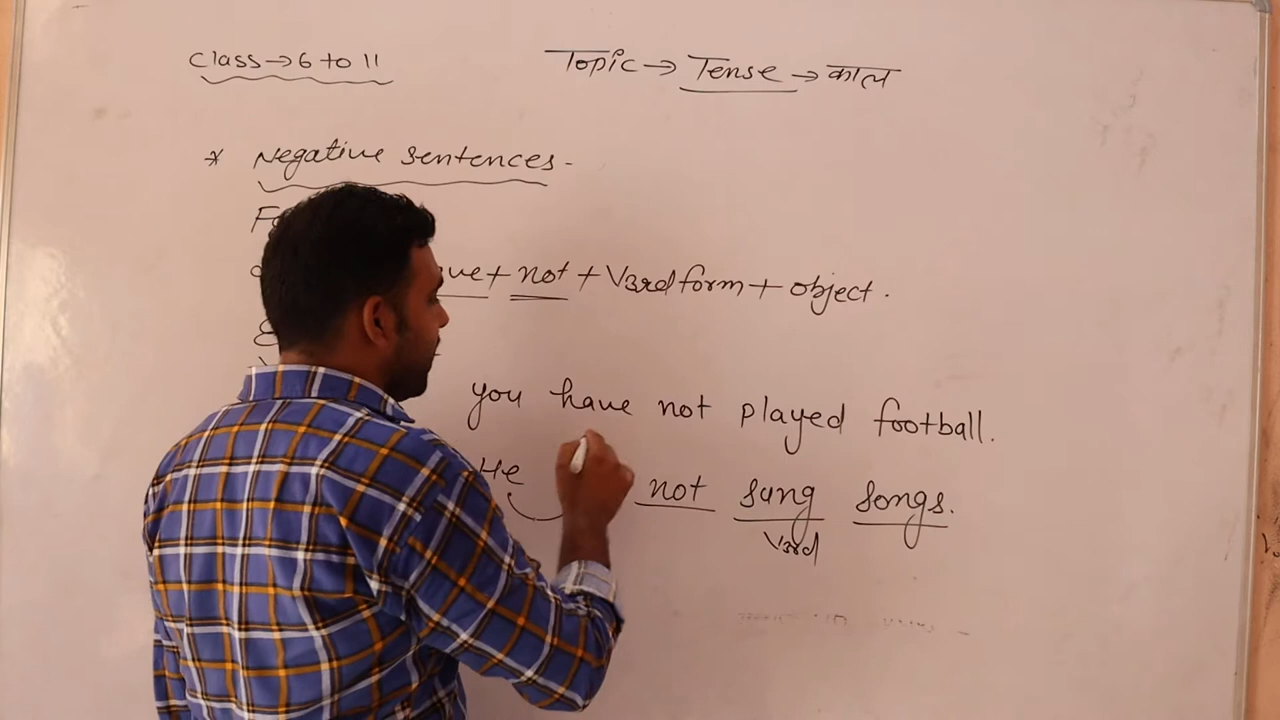 Class → 6 to 11
Topic → Tense → काल
* Negative sentences -
+ not + V3rd form + object.
you have not played football.
He not sung songs.
V3rd